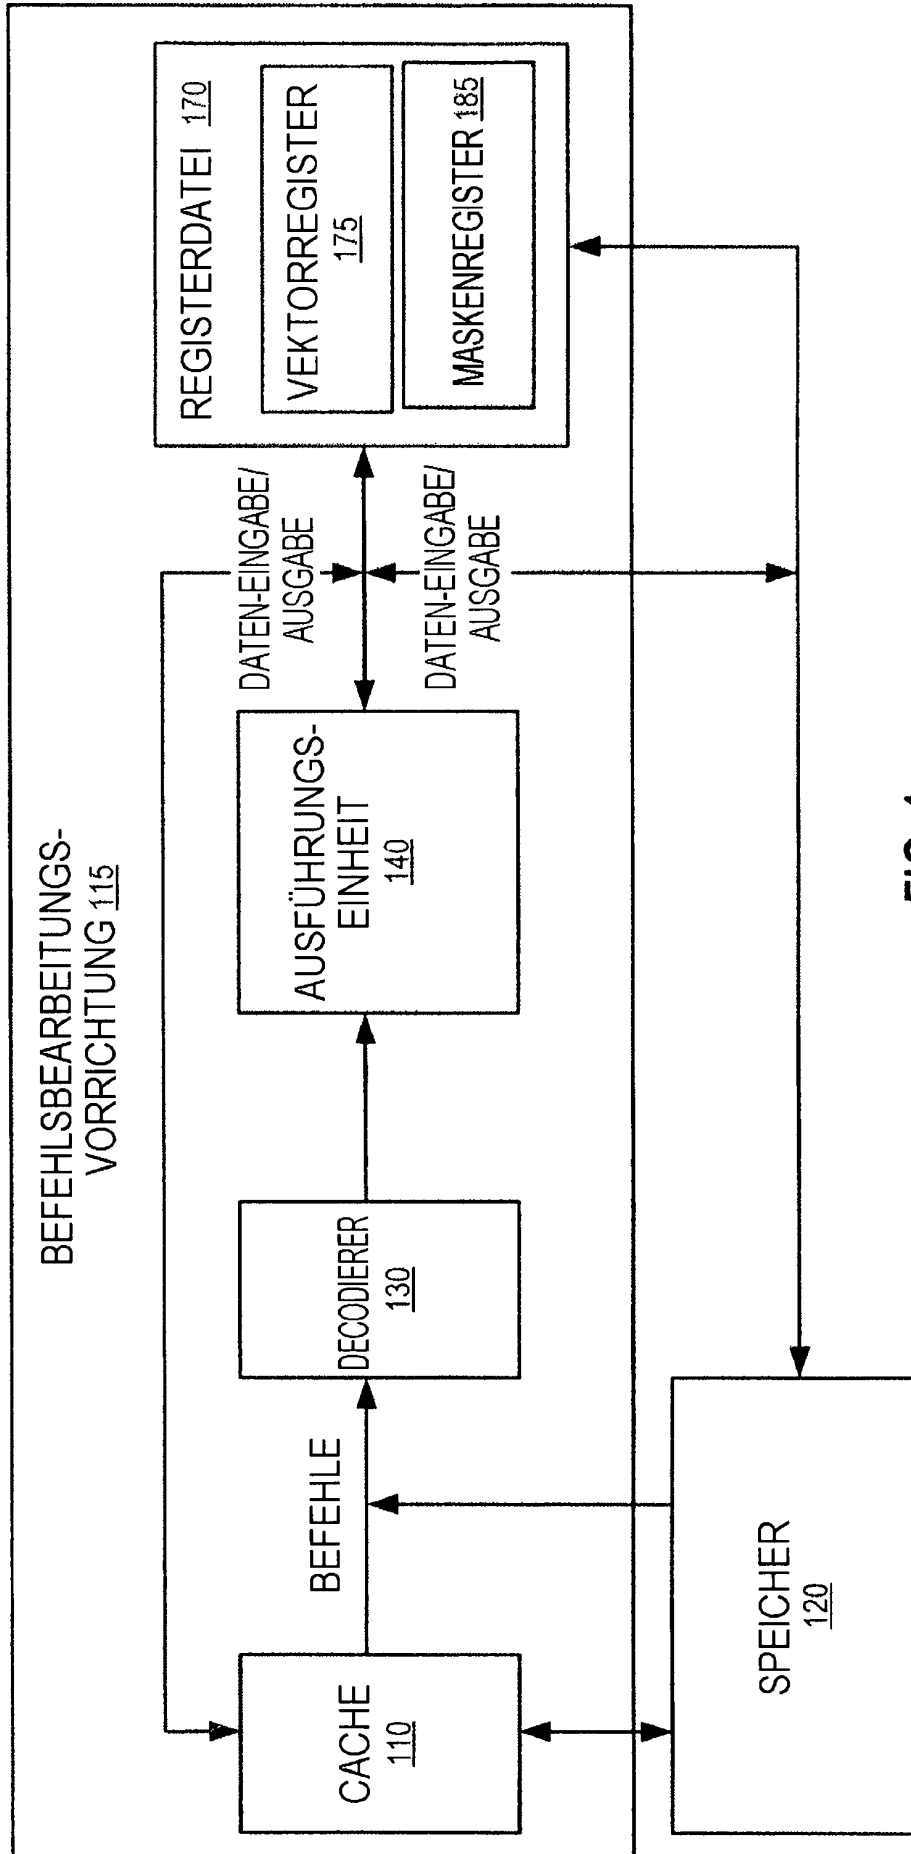 BEFEHLSBEARBEITUNGS-
VORRICHTUNG 115
CACHE
110
BEFEHLE
DECODIERER
130
AUSFÜHRUNGS-
EINHEIT
140
DATEN-EINGABE/
AUSGABE
DATEN-EINGABE/
AUSGABE
REGISTERDATEI 170
VEKTORREGISTER
175
MASKENREGISTER 185
SPEICHER
120